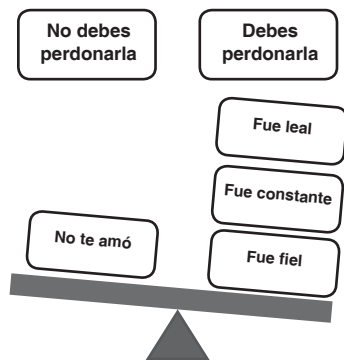 No debes
perdonarla
Debes
perdonarla
Fue leal
Fue constante
No te amó
Fue fiel